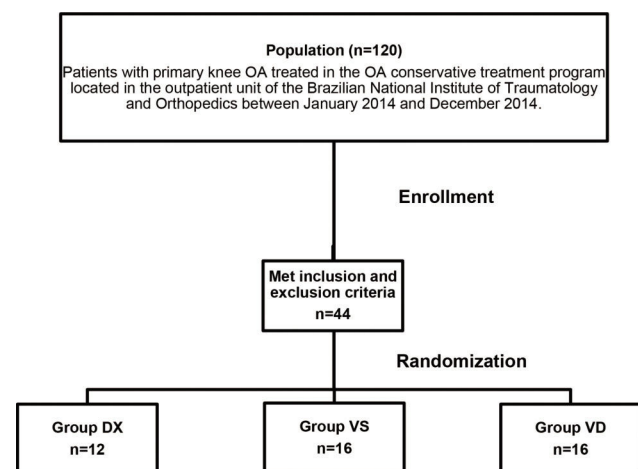 Population (n=120)
Patients with primary knee OA treated in the OA conservative treatment program
located in the outpatient unit of the Brazilian National Institute of Traumatology
and Orthopedics between January 2014 and December 2014.
Enrollment
Met inclusion and
exclusion criteria
n=44
Randomization
Group DX
n=12
Group VS
n=16
Group VD
n=16